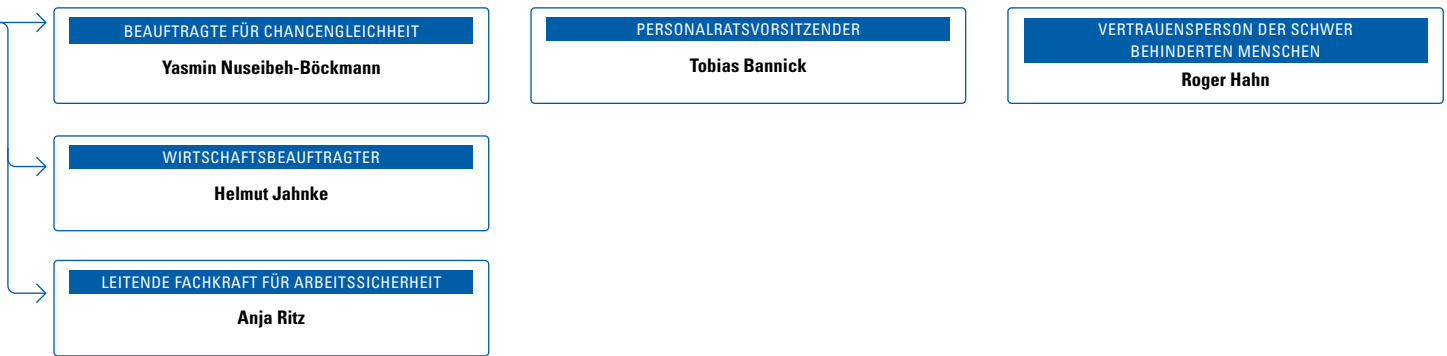 BEAUFTRAGTE FÜR CHANCENGLEICHHEIT
Yasmin Nuseibeh-Böckmann
PERSONALRATSVORSITZENDER
Tobias Bannick
VERTRAUENSPERSON DER SCHWER
BEHINDERTEN MENSCHEN
Roger Hahn
WIRTSCHAFTSBEAUFTRAGTER
Helmut Jahnke
LEITENDE FACHKRAFT FÜR ARBEITSSICHERHEIT
Anja Ritz